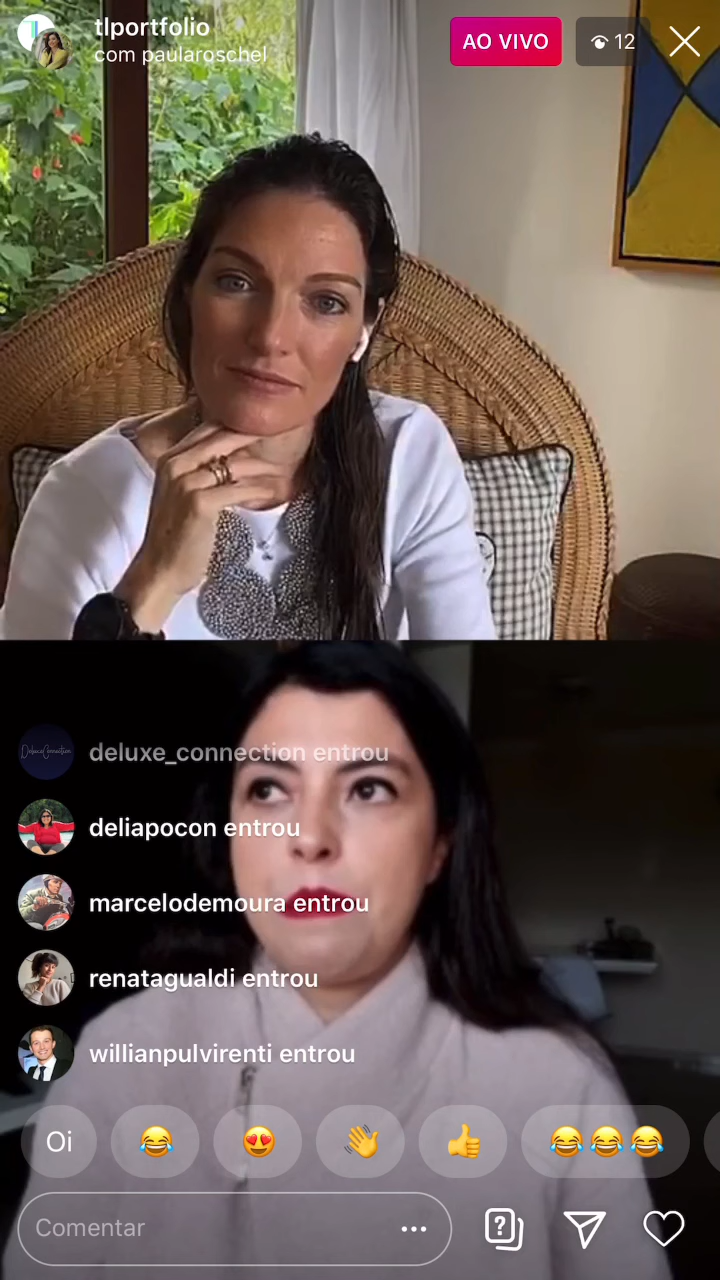 tlportfolio
com paularoschel
AO VIVO
12
deluxe_connection entrou
deliapocon entrou
marcelodemoura entrou
renatagualdi entrou
willianpulvirenti entrou
Oi
Comentar